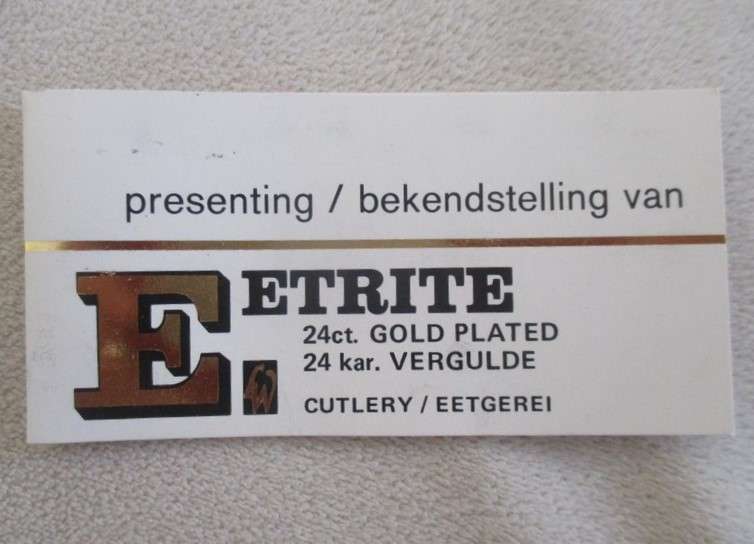 presenting / bekendstelling van
E ETRITE
24ct. GOLD PLATED
24 kar. VERGULDE
CUTLERY / EETGEREI